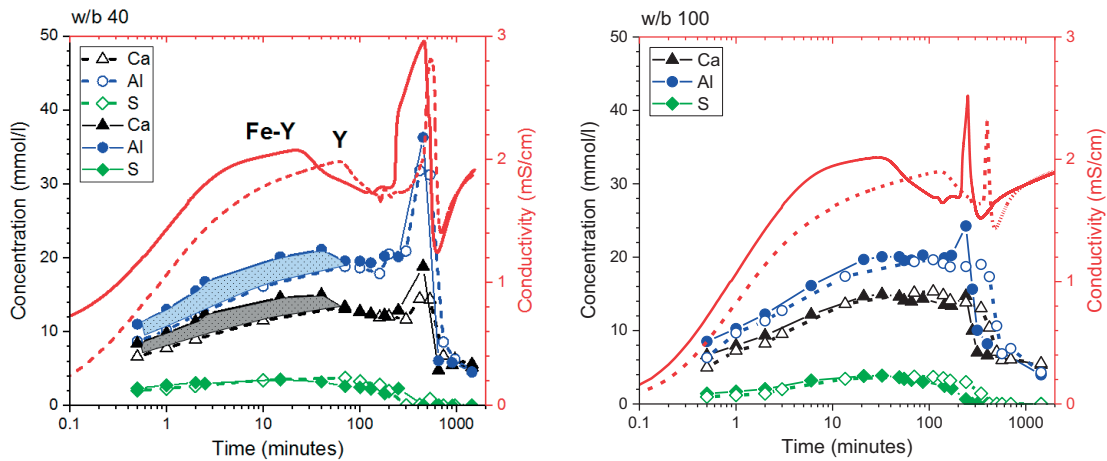 w/b 40
0.1 1 10 100 1000
0
10
20
30
40
50
0
1
2
3
Concentration (mmol/l)
Conductivity (mS/cm)
Time (minutes)
Ca
Al
S
Ca
Al
S
Fe-Y Y
w/b 100
0.1 1 10 100 1000
0
10
20
30
40
50
0
1
2
3
Concentration (mmol/l)
Conductivity (mS/cm)
Time (minutes)
Ca
Al
S